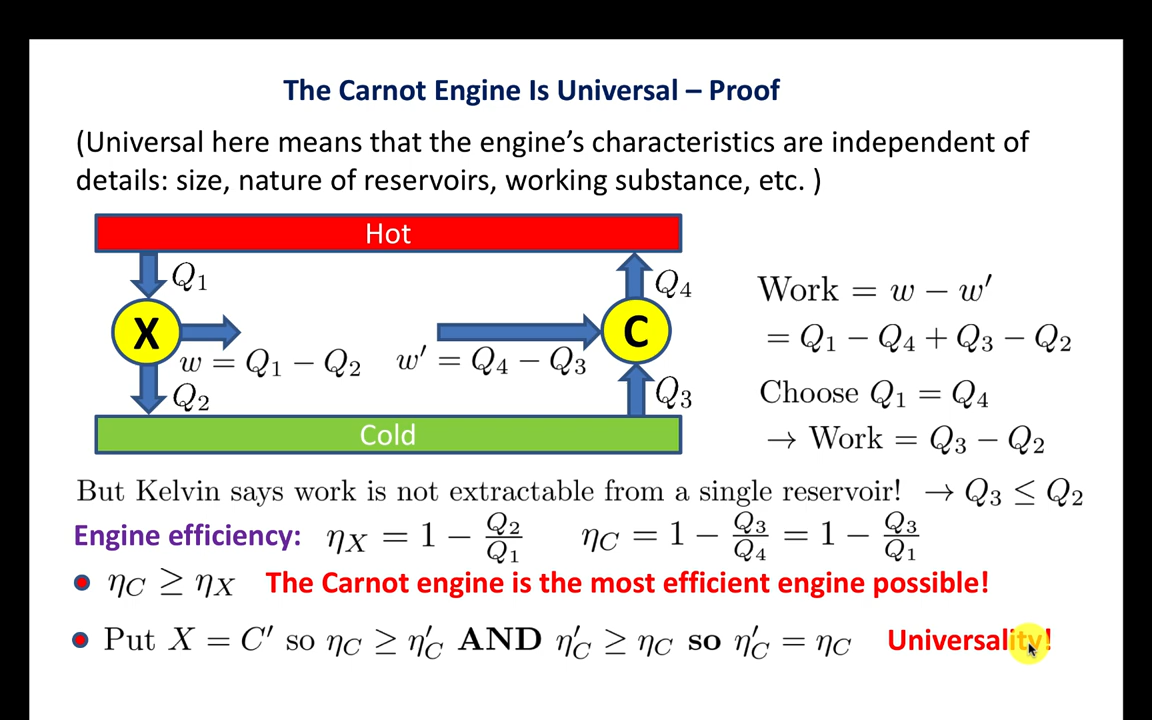 The Carnot Engine Is Universal – Proof
(Universal here means that the engine’s characteristics are independent of
details: size, nature of reservoirs, working substance, etc. )
Hot
Q₁
Q₄
X
C
w = Q₁ − Q₂
w′ = Q₄ − Q₃
Q₂
Q₃
Cold
Work = w − w′
= Q₁ − Q₄ + Q₃ − Q₂
Choose Q₁ = Q₄
→ Work = Q₃ − Q₂
But Kelvin says work is not extractable from a single reservoir! → Q₃ ≤ Q₂
Engine efficiency: η_X = 1 − Q₂/Q₁ η_C = 1 − Q₃/Q₄ = 1 − Q₃/Q₁
• η_C ≥ η_X The Carnot engine is the most efficient engine possible!
• Put X = C′ so η_C ≥ η′_C AND η′_C ≥ η_C so η′_C = η_C Universality!